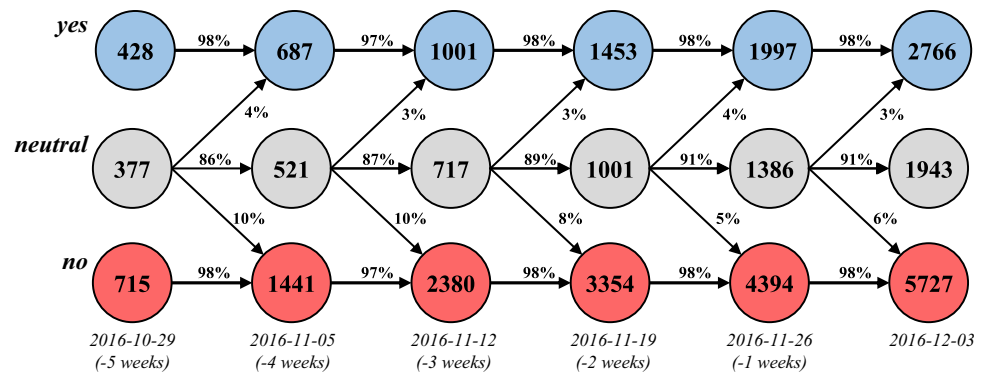 yes
428 98% 687 97% 1001 98% 1453 98% 1997 98% 2766
4% 3% 3% 4% 3%
neutral
377 86% 521 87% 717 89% 1001 91% 1386 91% 1943
10% 10% 8% 5% 6%
no
715 98% 1441 97% 2380 98% 3354 98% 4394 98% 5727
2016-10-29 2016-11-05 2016-11-12 2016-11-19 2016-11-26 2016-12-03
(-5 weeks) (-4 weeks) (-3 weeks) (-2 weeks) (-1 weeks)